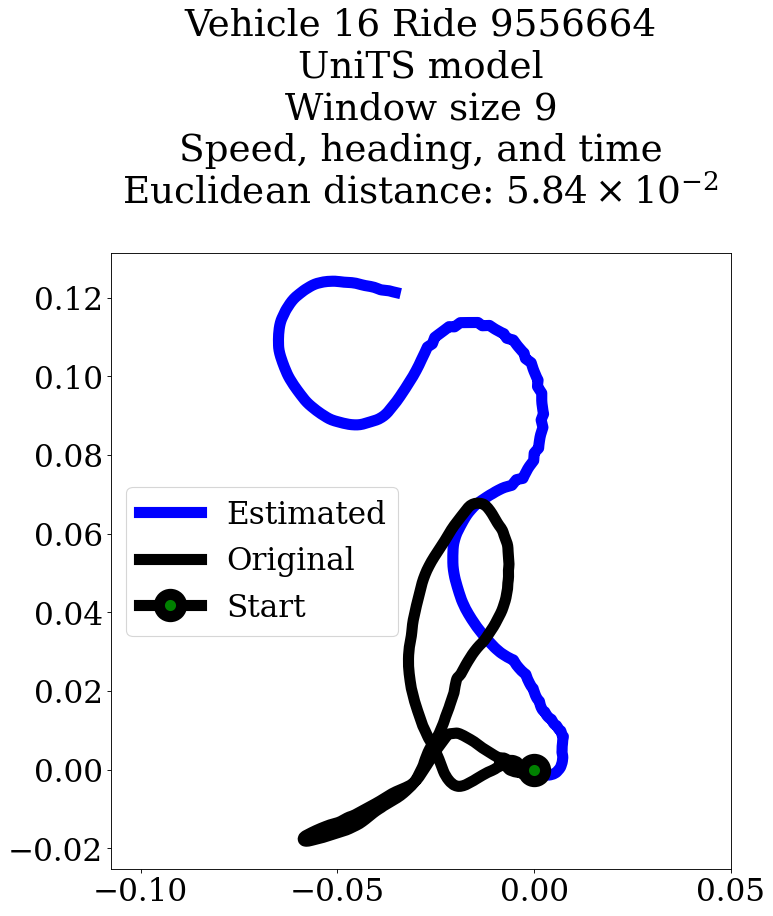 Vehicle 16 Ride 9556664
UniTS model
Window size 9
Speed, heading, and time
Euclidean distance: 5.84 × 10⁻²
0.12
0.10
0.08
0.06
0.04
0.02
0.00
−0.02
Estimated
Original
Start
−0.10
−0.05
0.00
0.05